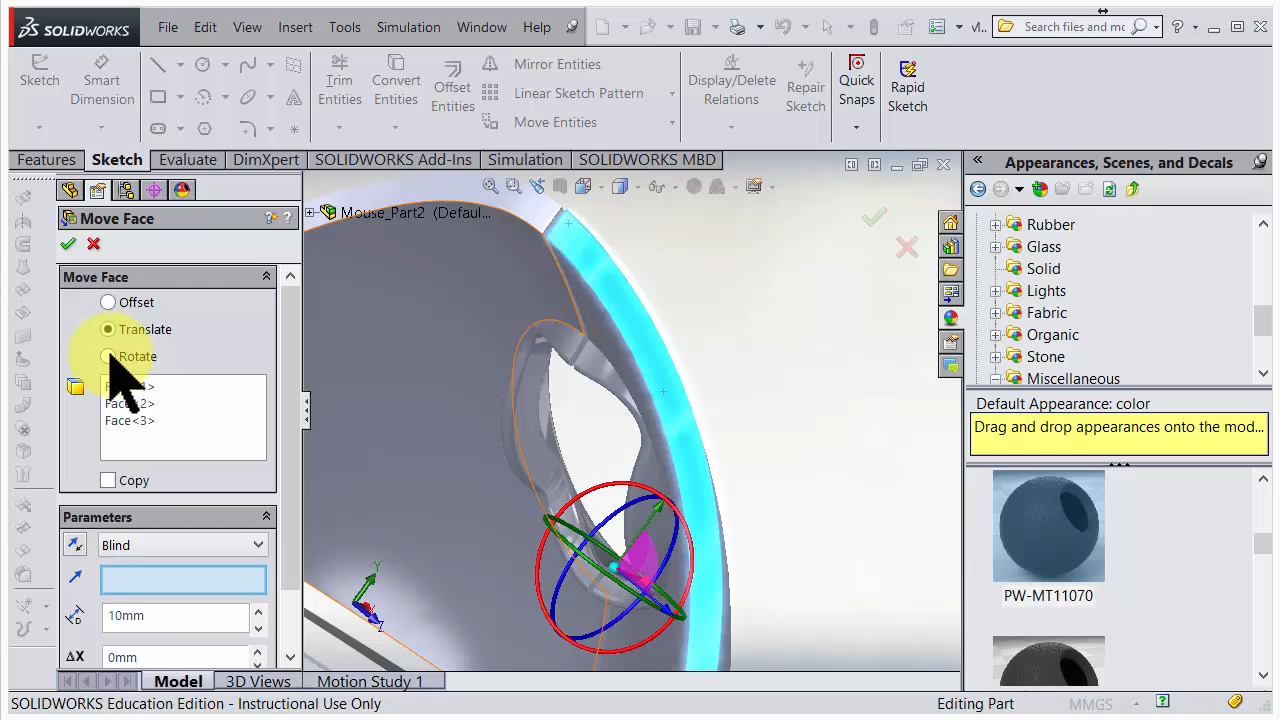 SOLIDWORKS
File Edit View Insert Tools Simulation Window Help
Search files and mc
Sketch
Smart Dimension
Trim Entities
Convert Entities
Offset Entities
Mirror Entities
Linear Sketch Pattern
Move Entities
Display/Delete Relations
Repair Sketch
Quick Snaps
Rapid Sketch
Features Sketch Evaluate DimXpert SOLIDWORKS Add-Ins Simulation SOLIDWORKS MBD
Move Face
Move Face
Offset
Translate
Rotate
Face<2>
Face<3>
Copy
Parameters
Blind
10mm
ΔX 0mm
Mouse_Part2 (Defaul...
Y
Z
Appearances, Scenes, and Decals
Rubber
Glass
Solid
Lights
Fabric
Organic
Stone
Miscellaneous
Default Appearance: color
Drag and drop appearances onto the mod...
PW-MT11070
Model 3D Views Motion Study 1
SOLIDWORKS Education Edition - Instructional Use Only
Editing Part
MMGS